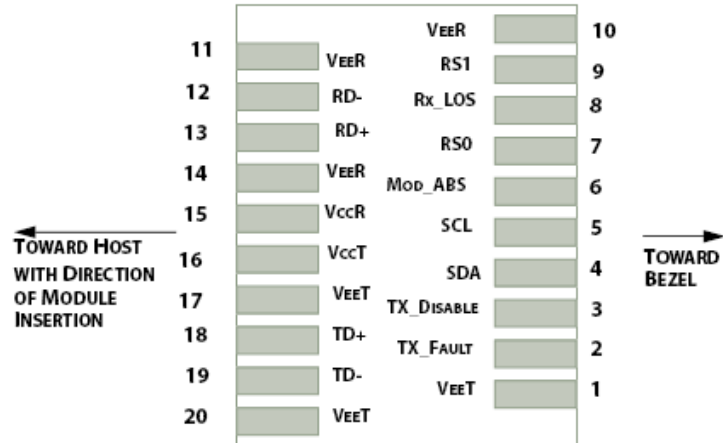 VEER 10
11 VEER
RS1 9
12 RD-
Rx_LOS 8
13 RD+
RS0 7
14 VEER
MOD_ABS 6
15 VCCR
SCL 5
TOWARD HOST
WITH DIRECTION
OF MODULE
INSERTION
TOWARD
BEZEL
16 VCCT
SDA 4
17 VEET
TX_DISABLE 3
18 TD+
TX_FAULT 2
19 TD-
VEET 1
20 VEET